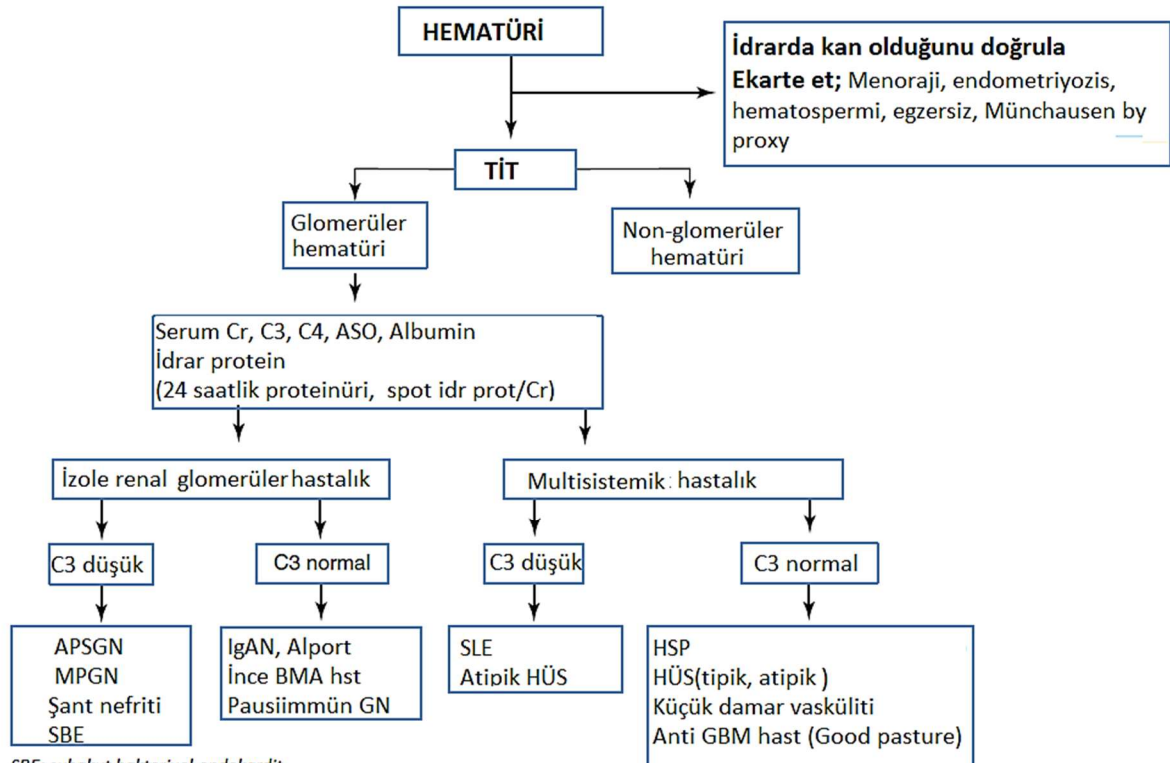 HEMATÜRİ
İdrarda kan olduğunu doğrula
Ekarte et; Menoraji, endometriyozis,
hematospermi, egzersiz, Münchausen by
proxy
TİT
Glomerüler
hematüri
Non-glomerüler
hematüri
Serum Cr, C3, C4, ASO, Albumin
İdrar protein
(24 saatlik proteinüri, spot idr prot/Cr)
İzole renal glomerüler hastalık
Multisistemik hastalık
C3 düşük
C3 normal
C3 düşük
C3 normal
APSGN
MPGN
Şant nefriti
SBE
IgAN, Alport
İnce BMA hst
Pausiimmün GN
SLE
Atipik HÜS
HSP
HÜS(tipik, atipik )
Küçük damar vasküliti
Anti GBM hast (Good pasture)